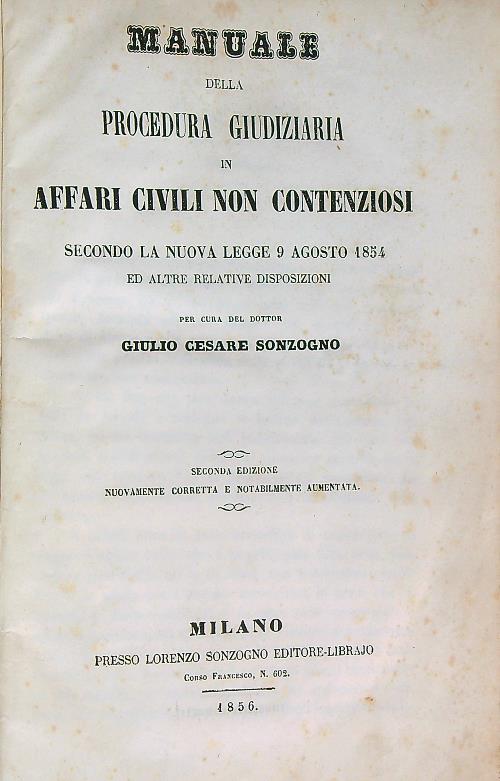 MANUALE
DELLA
PROCEDURA GIUDIZIARIA
IN
AFFARI CIVILI NON CONTENZIOSI
SECONDO LA NUOVA LEGGE 9 AGOSTO 1854
ED ALTRE RELATIVE DISPOSIZIONI
PER CURA DEL DOTTOR
GIULIO CESARE SONZOGNO
SECONDA EDIZIONE
NUOVAMENTE CORRETTA E NOTABILMENTE AUMENTATA.
MILANO
PRESSO LORENZO SONZOGNO EDITORE-LIBRAJO
Corso Francesco, N. 602.
1856.